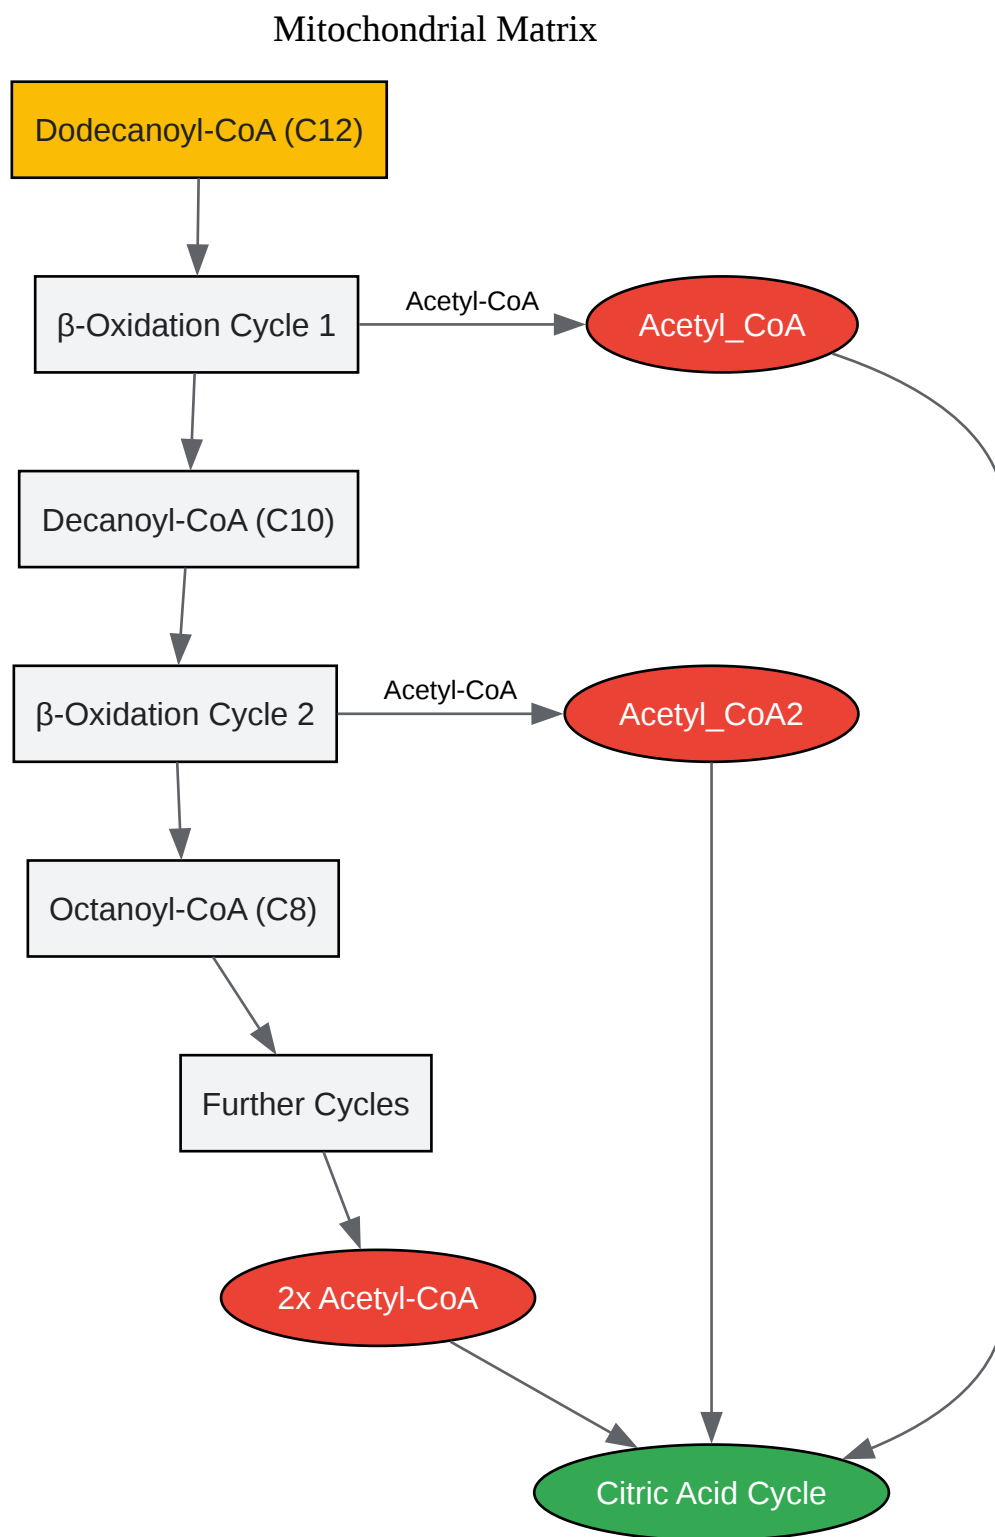 Mitochondrial Matrix
Dodecanoyl-CoA (C12)
β-Oxidation Cycle 1
Acetyl-CoA
Acetyl_CoA
Decanoyl-CoA (C10)
β-Oxidation Cycle 2
Acetyl-CoA
Acetyl_CoA2
Octanoyl-CoA (C8)
Further Cycles
2x Acetyl-CoA
Citric Acid Cycle